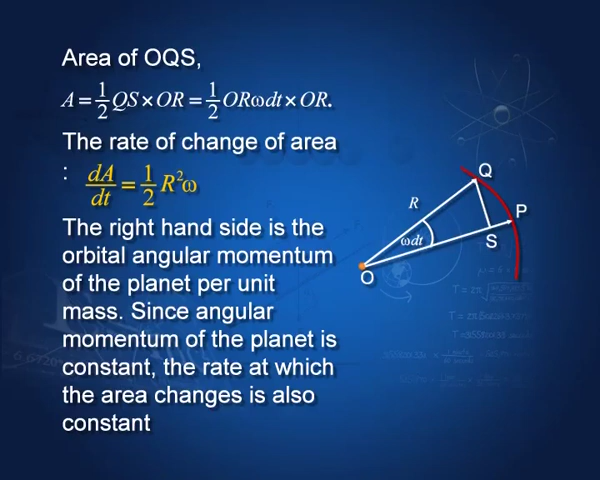 Area of OQS,
A = 1/2 QS × OR = 1/2 ORωdt × OR.
The rate of change of area
: dA/dt = 1/2 R²ω
The right hand side is the
orbital angular momentum
of the planet per unit
mass. Since angular
momentum of the planet is
constant, the rate at which
the area changes is also
constant
Q
R
P
ωdt
S
O